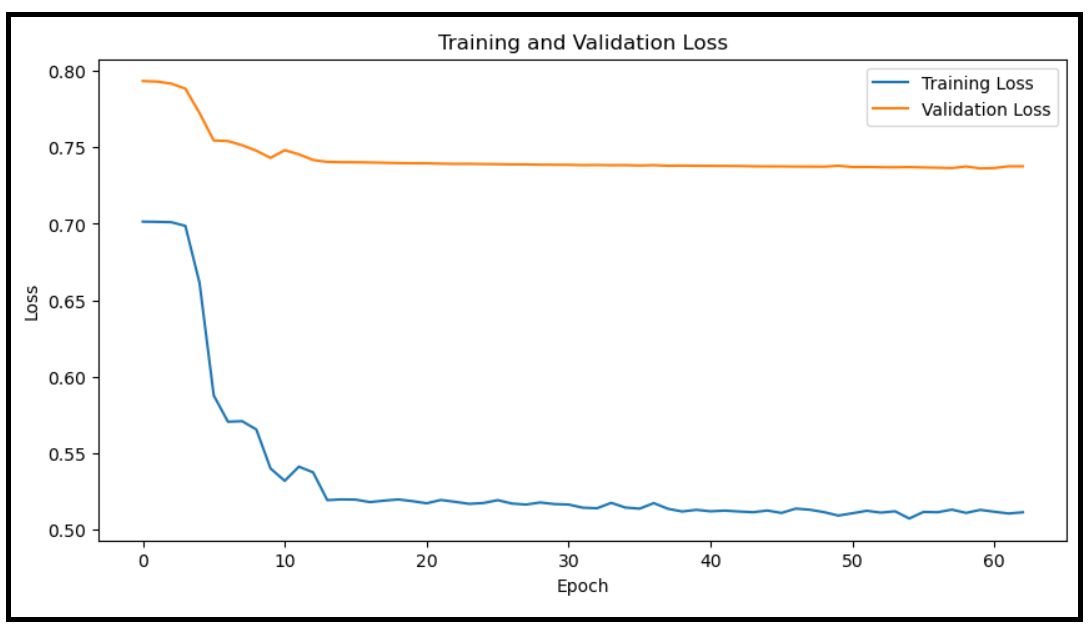 Training and Validation Loss
Training Loss
Validation Loss
0.80
0.75
0.70
0.65
0.60
0.55
0.50
Loss
0 10 20 30 40 50 60
Epoch